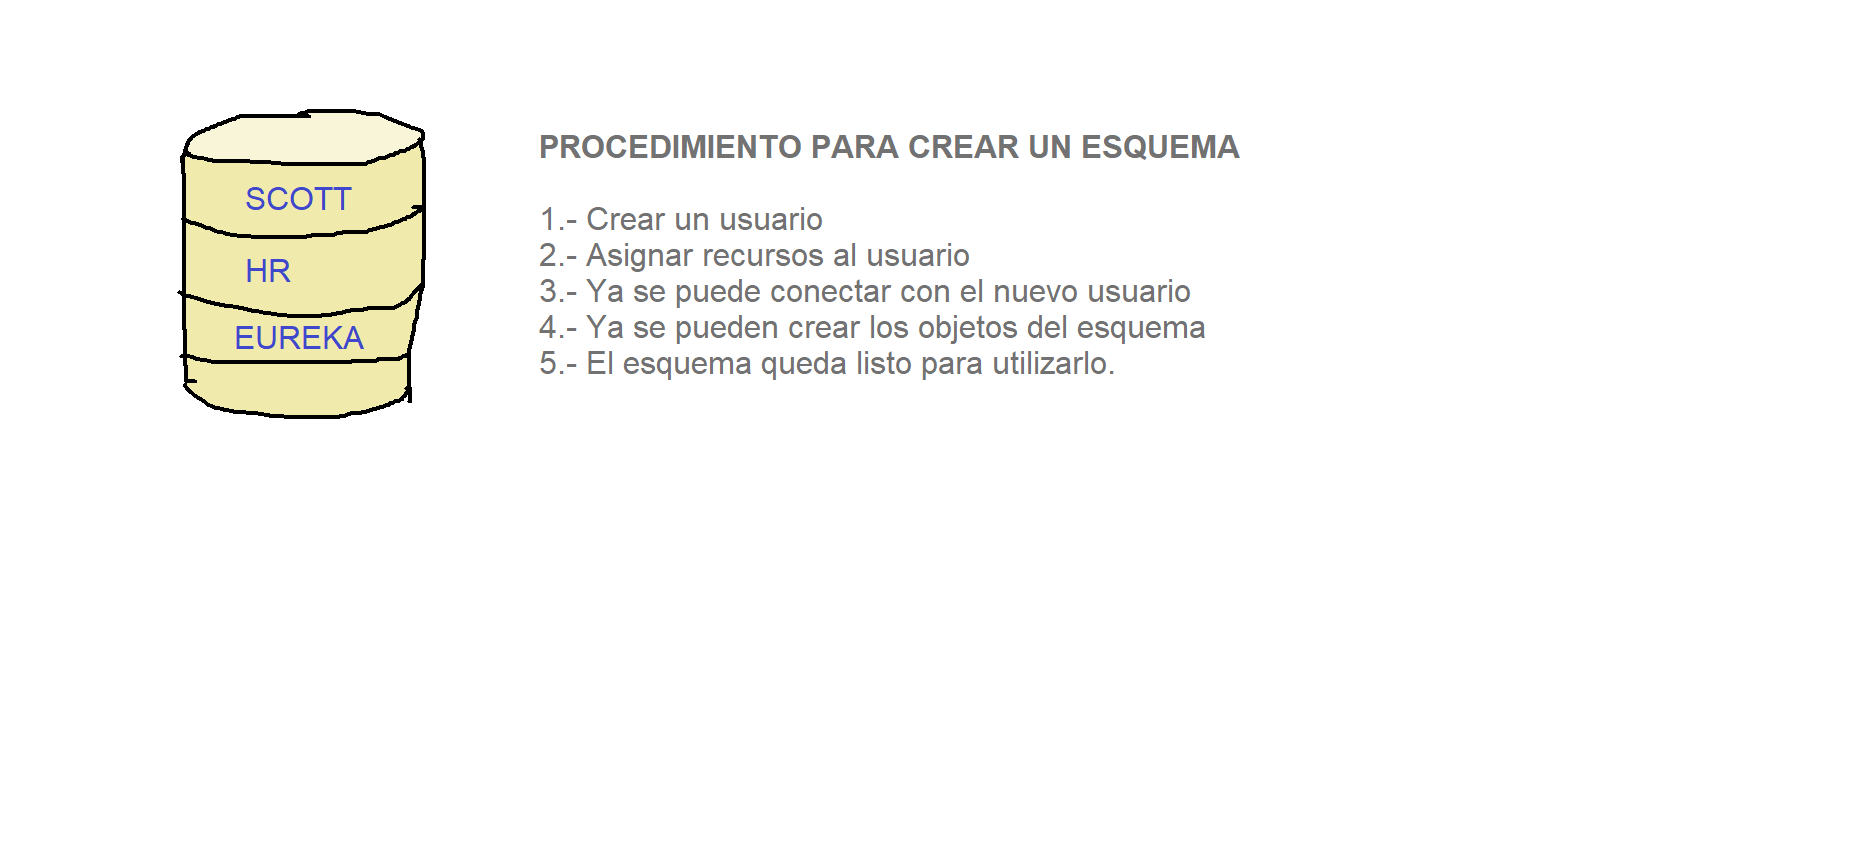 SCOTT
HR
EUREKA
PROCEDIMIENTO PARA CREAR UN ESQUEMA
1.- Crear un usuario
2.- Asignar recursos al usuario
3.- Ya se puede conectar con el nuevo usuario
4.- Ya se pueden crear los objetos del esquema
5.- El esquema queda listo para utilizarlo.